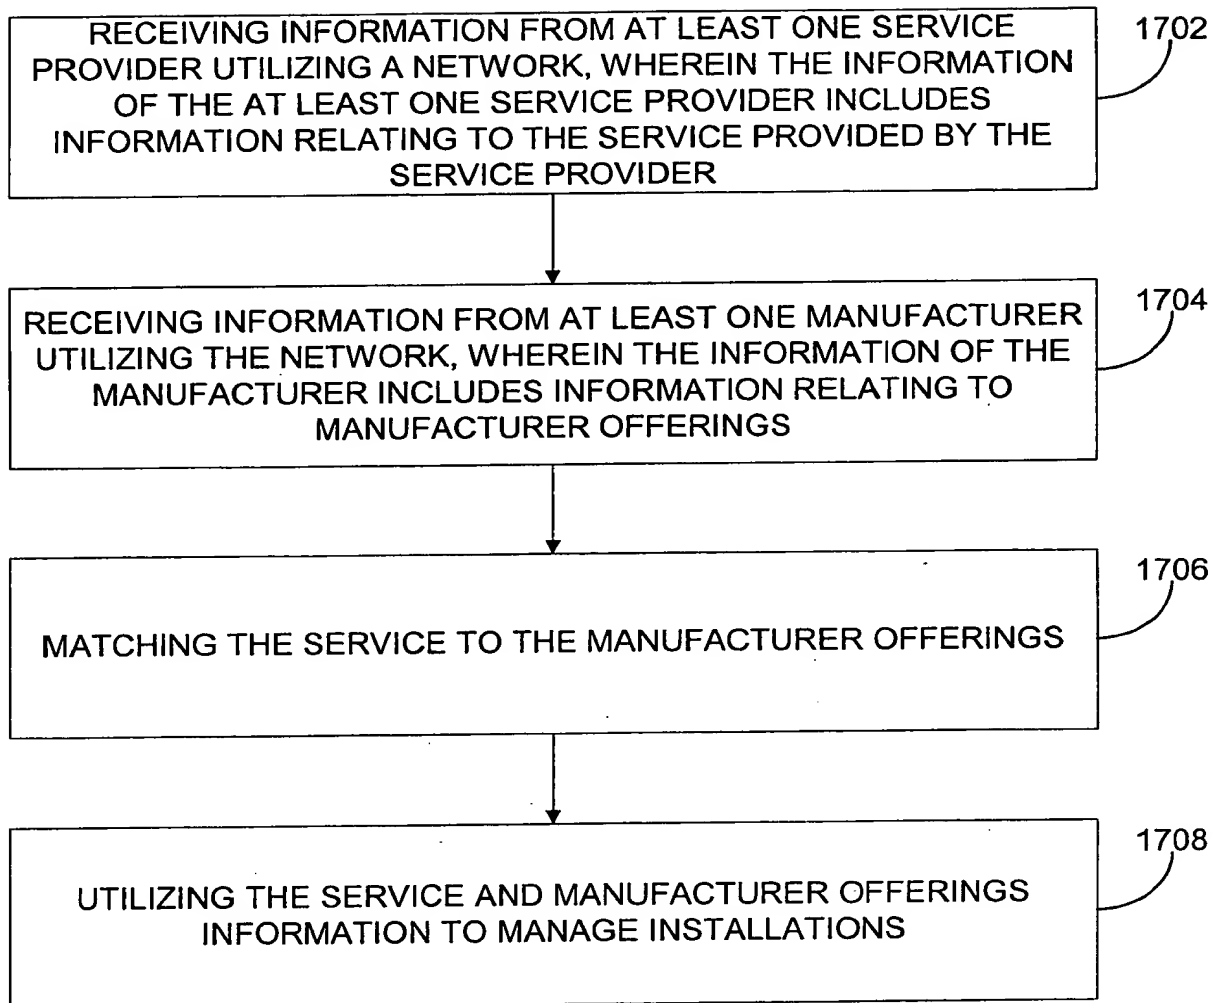 RECEIVING INFORMATION FROM AT LEAST ONE SERVICE
PROVIDER UTILIZING A NETWORK, WHEREIN THE INFORMATION
OF THE AT LEAST ONE SERVICE PROVIDER INCLUDES
INFORMATION RELATING TO THE SERVICE PROVIDED BY THE
SERVICE PROVIDER
1702
RECEIVING INFORMATION FROM AT LEAST ONE MANUFACTURER
UTILIZING THE NETWORK, WHEREIN THE INFORMATION OF THE
MANUFACTURER INCLUDES INFORMATION RELATING TO
MANUFACTURER OFFERINGS
1704
MATCHING THE SERVICE TO THE MANUFACTURER OFFERINGS
1706
UTILIZING THE SERVICE AND MANUFACTURER OFFERINGS
INFORMATION TO MANAGE INSTALLATIONS
1708